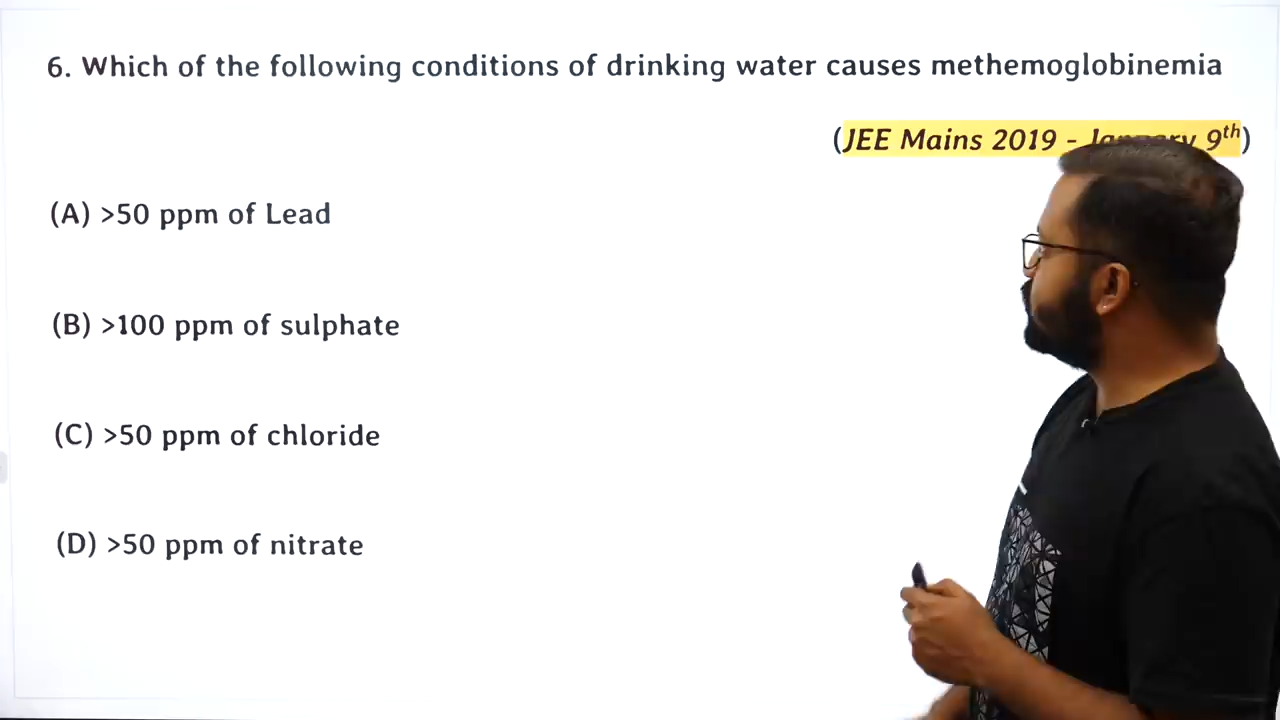 6. Which of the following conditions of drinking water causes methemoglobinemia
(JEE Mains 2019 - January 9th)
(A) >50 ppm of Lead
(B) >100 ppm of sulphate
(C) >50 ppm of chloride
(D) >50 ppm of nitrate